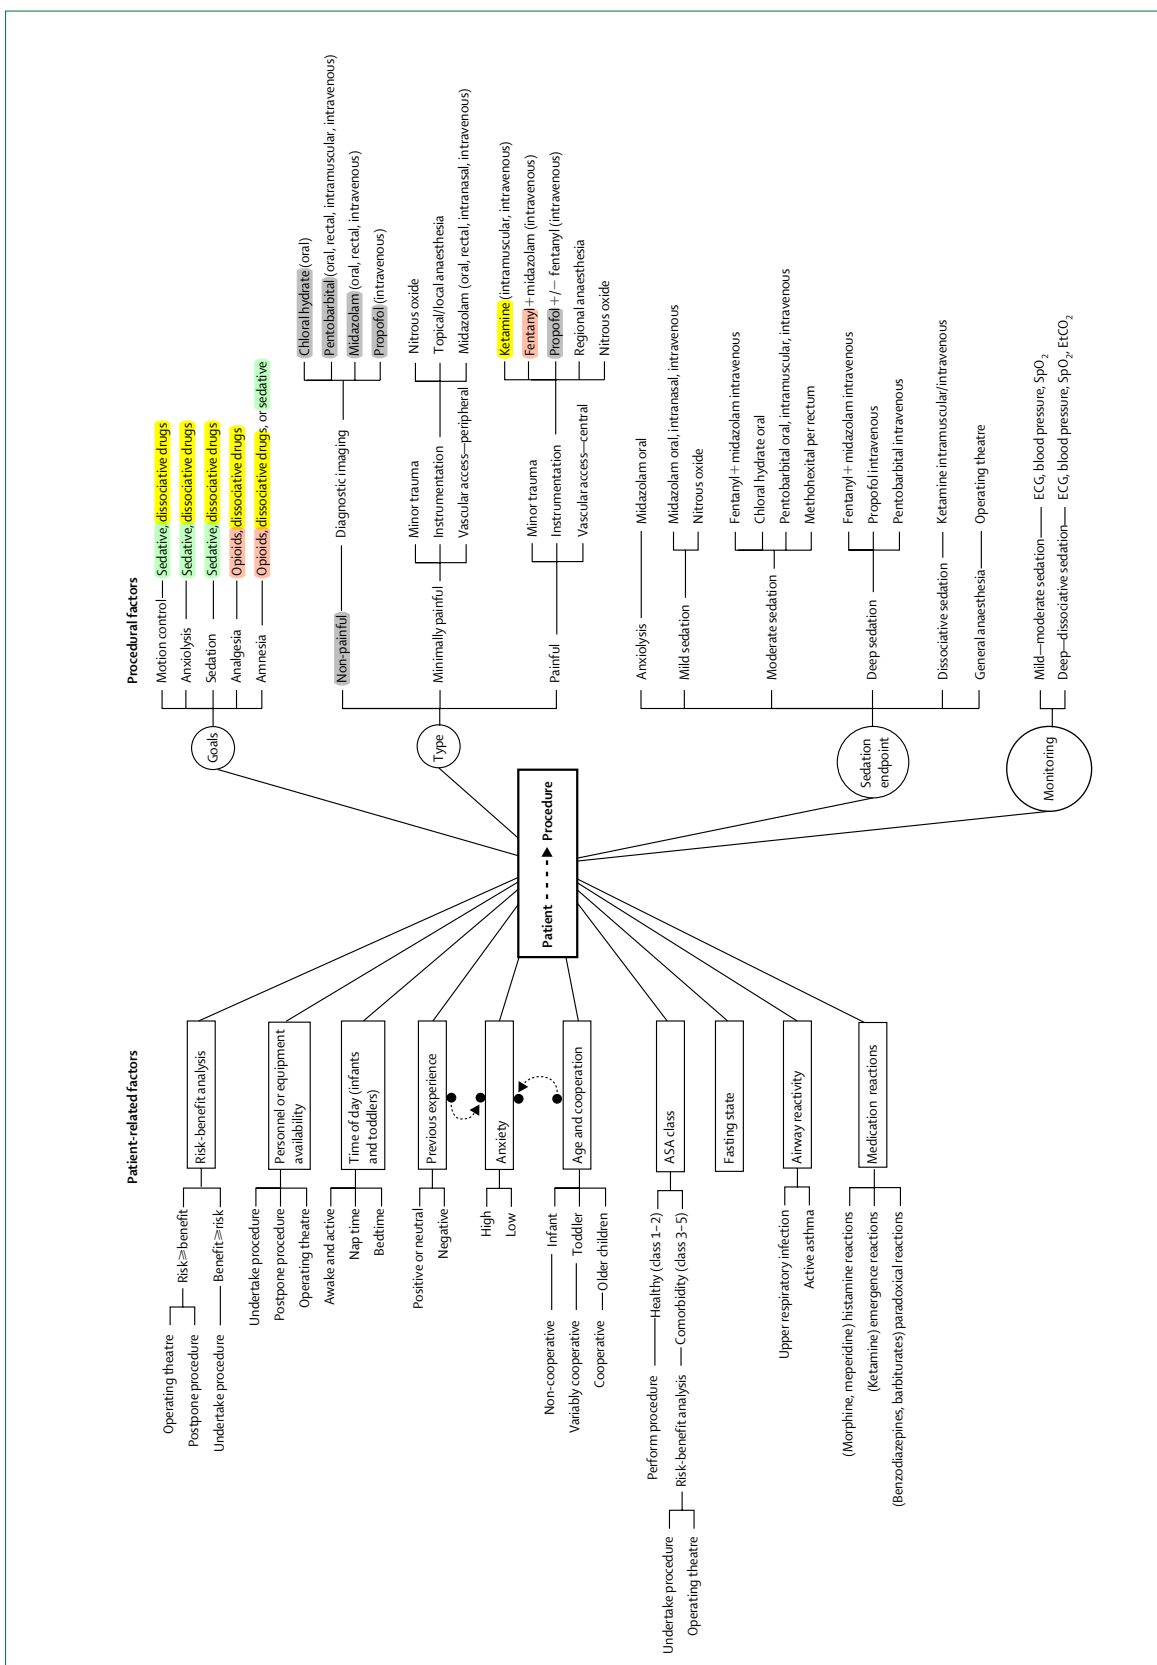 Patient-related factors
Operating theatre
Postpone procedure
Undertake procedure
Risk⩾benefit
Benefit⩾risk
Risk-benefit analysis
Undertake procedure
Postpone procedure
Operating theatre
Personnel or equipment
availability
Awake and active
Nap time
Bedtime
Time of day (infants
and toddlers)
Positive or neutral
Negative
Previous experience
High
Low
Anxiety
Non-cooperative
Infant
Variably cooperative
Toddler
Cooperative
Older children
Age and cooperation
Perform procedure
Healthy (class 1–2)
Undertake procedure
Operating theatre
Risk-benefit analysis
Comorbidity (class 3–5)
ASA class
Fasting state
Upper respiratory infection
Active asthma
Airway reactivity
(Morphine, meperidine) histamine reactions
(Ketamine) emergence reactions
(Benzodiazepines, barbiturates) paradoxical reactions
Medication reactions
Patient
Procedure
Procedural factors
Goals
Motion control
Sedative, dissociative drugs
Anxiolysis
Sedative, dissociative drugs
Sedation
Sedative, dissociative drugs
Analgesia
Opioids, dissociative drugs
Amnesia
Opioids, dissociative drugs, or sedative
Type
Non-painful
Diagnostic imaging
Chloral hydrate (oral)
Pentobarbital (oral, rectal, intramuscular, intravenous)
Midazolam (oral, rectal, intravenous)
Propofol (intravenous)
Minimally painful
Minor trauma
Instrumentation
Vascular access—peripheral
Nitrous oxide
Topical/local anaesthesia
Midazolam (oral, rectal, intranasal, intravenous)
Painful
Minor trauma
Instrumentation
Vascular access—central
Ketamine (intramuscular, intravenous)
Fentanyl+midazolam (intravenous)
Propofol +/− fentanyl (intravenous)
Regional anaesthesia
Nitrous oxide
Sedation
endpoint
Anxiolysis
Midazolam oral
Mild sedation
Midazolam oral, intranasal, intravenous
Nitrous oxide
Moderate sedation
Fentanyl+midazolam intravenous
Chloral hydrate oral
Pentobarbital oral, intramuscular, intravenous
Methohexital per rectum
Deep sedation
Fentanyl+midazolam intravenous
Propofol intravenous
Pentobarbital intravenous
Dissociative sedation
Ketamine intramuscular/intravenous
General anaesthesia
Operating theatre
Monitoring
Mild—moderate sedation
ECG, blood pressure, SpO₂
Deep—dissociative sedation
ECG, blood pressure, SpO₂, EtCO₂